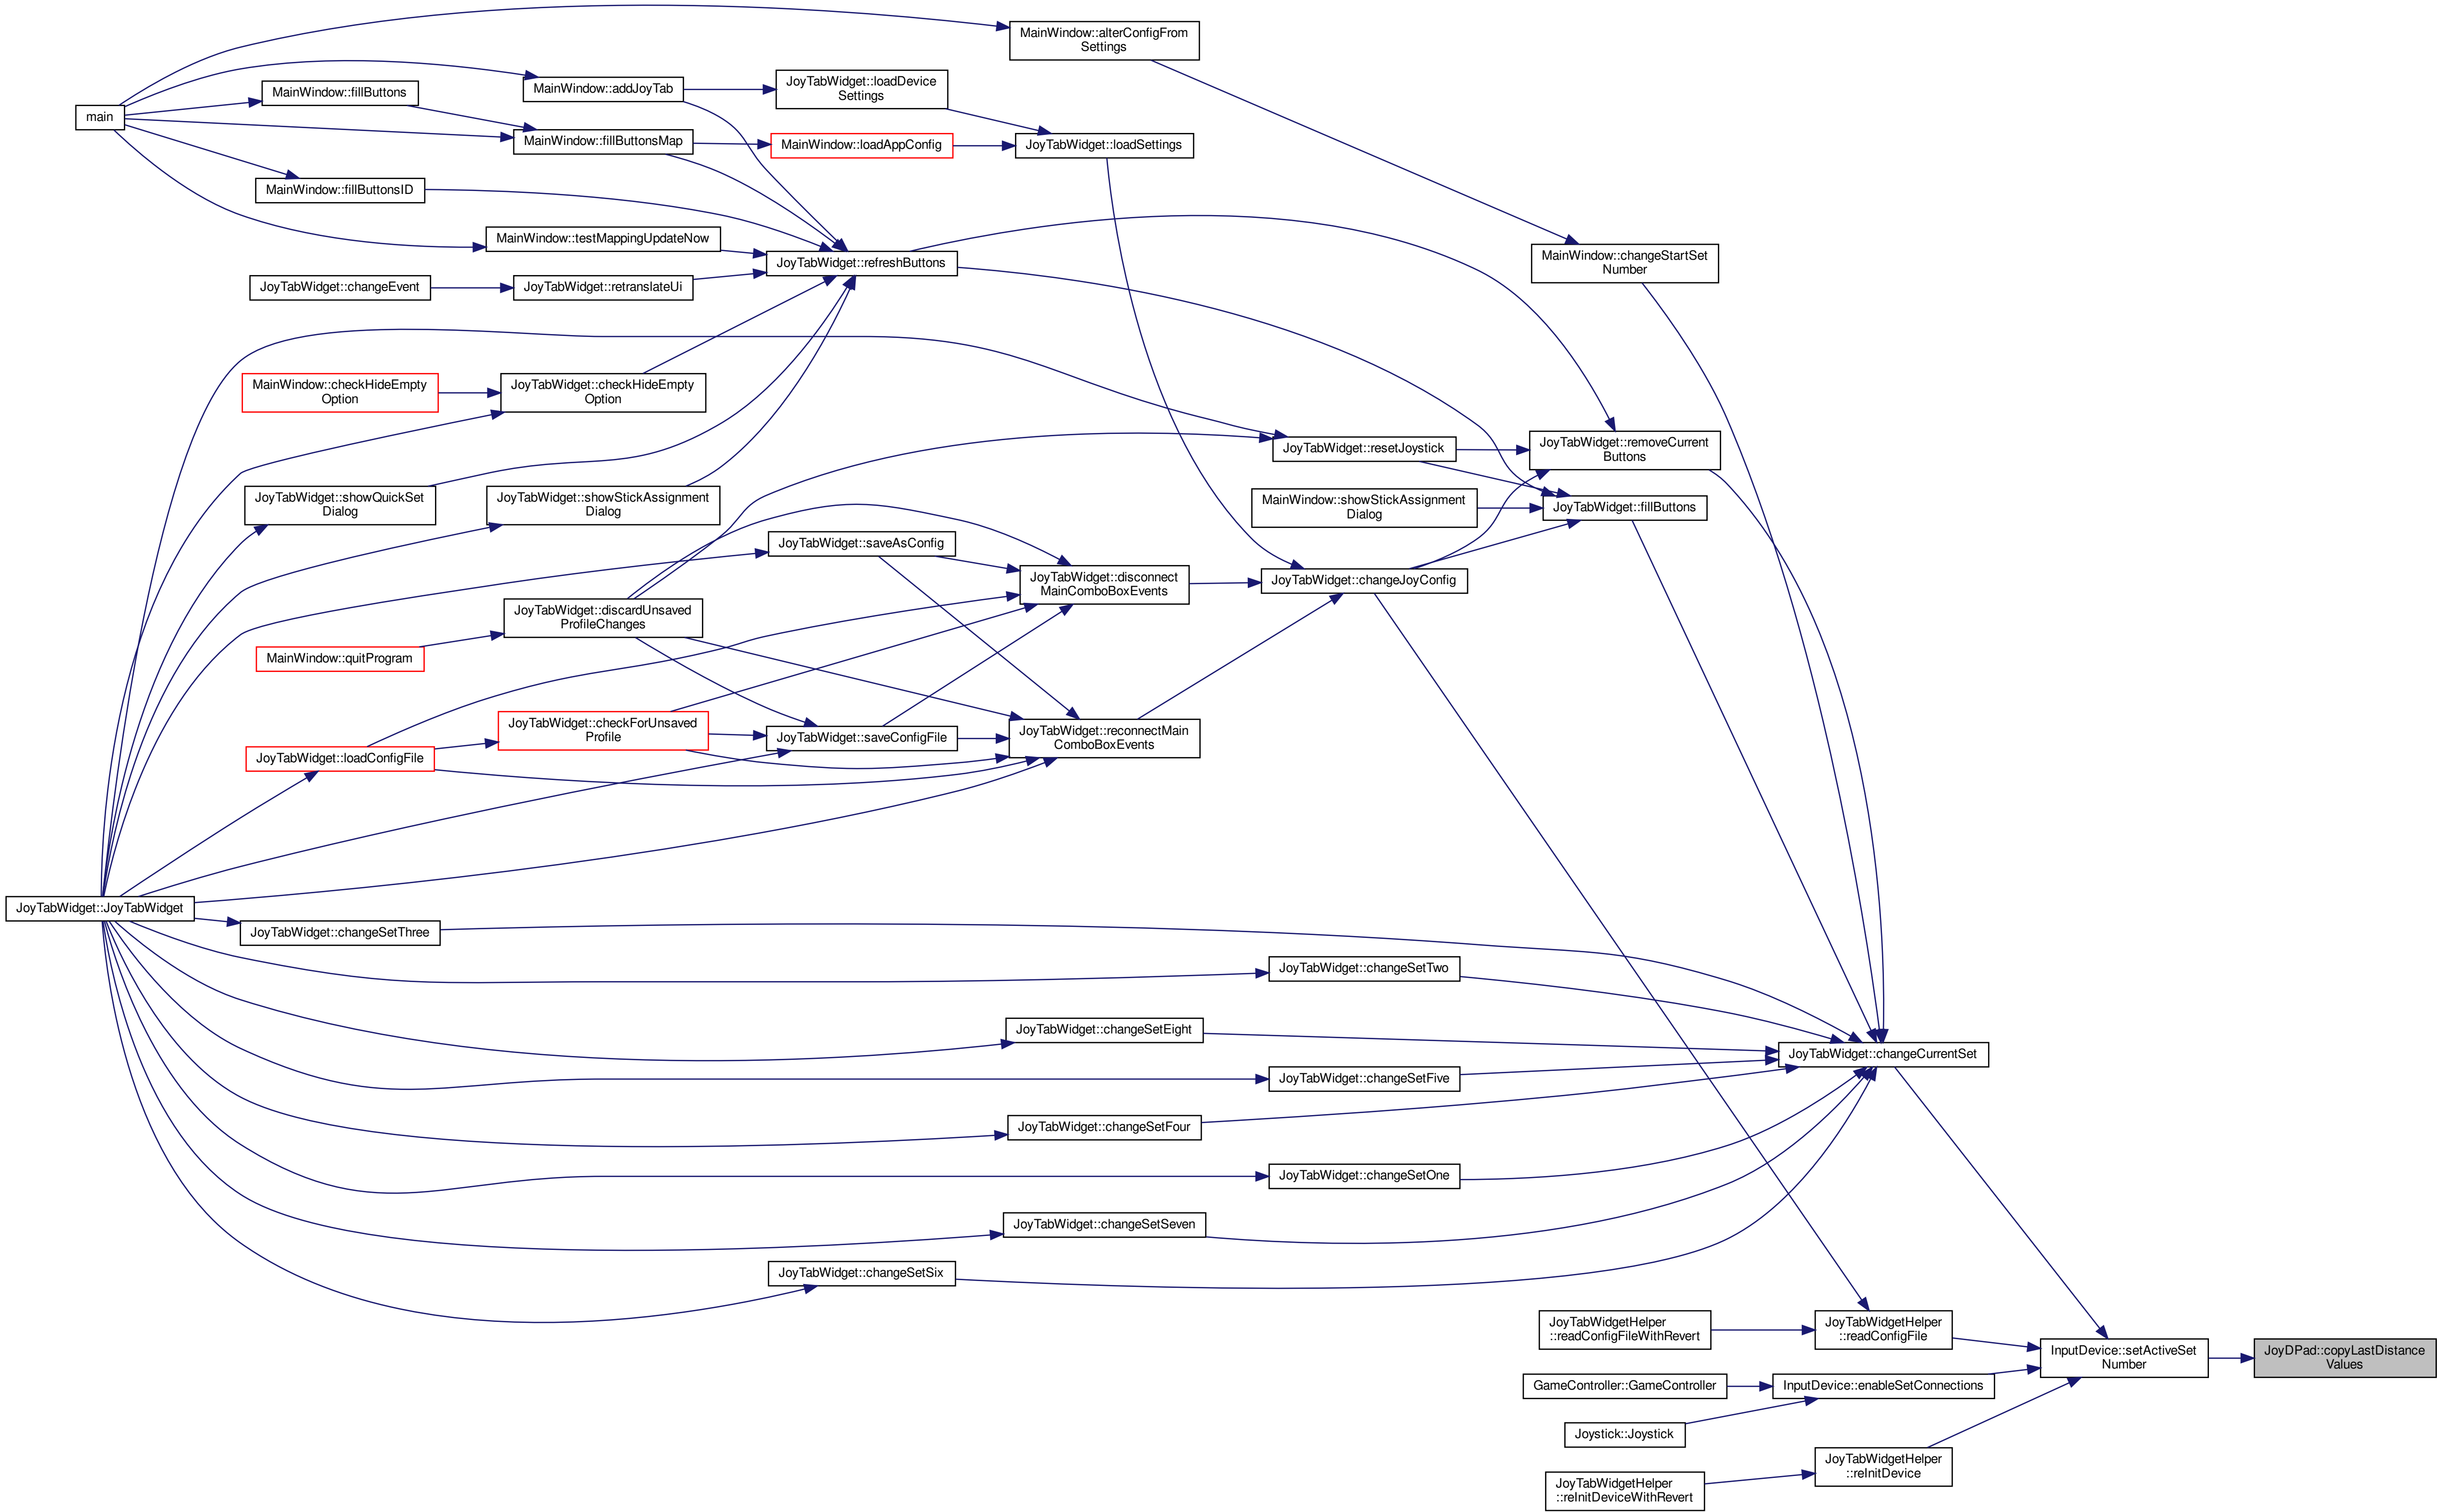 MainWindow::alterConfigFrom
Settings
JoyTabWidget::loadDevice
Settings
MainWindow::addJoyTab
MainWindow::fillButtons
main
MainWindow::fillButtonsMap
MainWindow::loadAppConfig
JoyTabWidget::loadSettings
MainWindow::fillButtonsID
MainWindow::testMappingUpdateNow
JoyTabWidget::refreshButtons
MainWindow::changeStartSet
Number
JoyTabWidget::changeEvent
JoyTabWidget::retranslateUi
MainWindow::checkHideEmpty
Option
JoyTabWidget::checkHideEmpty
Option
JoyTabWidget::resetJoystick
JoyTabWidget::removeCurrent
Buttons
JoyTabWidget::showQuickSet
Dialog
JoyTabWidget::showStickAssignment
Dialog
MainWindow::showStickAssignment
Dialog
JoyTabWidget::fillButtons
JoyTabWidget::saveAsConfig
JoyTabWidget::disconnect
MainComboBoxEvents
JoyTabWidget::changeJoyConfig
JoyTabWidget::discardUnsaved
ProfileChanges
MainWindow::quitProgram
JoyTabWidget::checkForUnsaved
Profile
JoyTabWidget::saveConfigFile
JoyTabWidget::reconnectMain
ComboBoxEvents
JoyTabWidget::loadConfigFile
JoyTabWidget::JoyTabWidget
JoyTabWidget::changeSetThree
JoyTabWidget::changeSetTwo
JoyTabWidget::changeSetEight
JoyTabWidget::changeCurrentSet
JoyTabWidget::changeSetFive
JoyTabWidget::changeSetFour
JoyTabWidget::changeSetOne
JoyTabWidget::changeSetSeven
JoyTabWidget::changeSetSix
JoyTabWidgetHelper
::readConfigFileWithRevert
JoyTabWidgetHelper
::readConfigFile
InputDevice::setActiveSet
Number
JoyDPad::copyLastDistance
Values
GameController::GameController
InputDevice::enableSetConnections
Joystick::Joystick
JoyTabWidgetHelper
::reInitDevice
JoyTabWidgetHelper
::reInitDeviceWithRevert